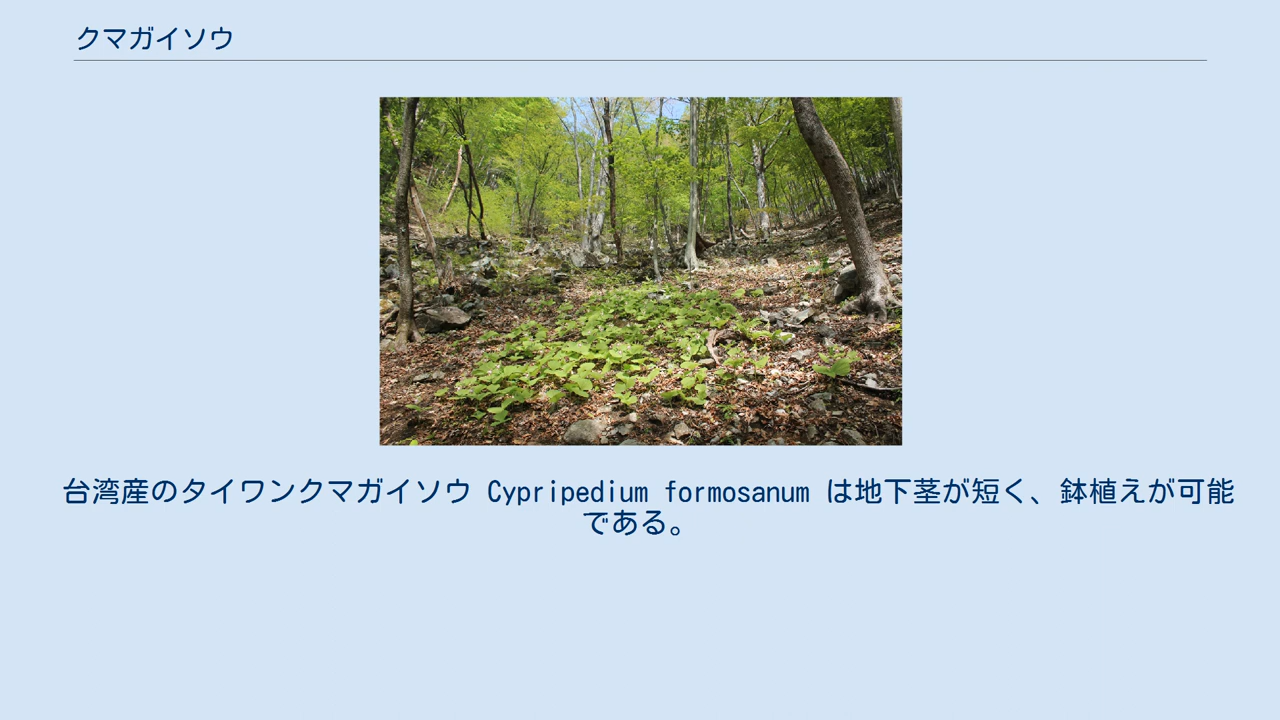 クマガイソウ
台湾産のタイワンクマガイソウ Cypripedium formosanum は地下茎が短く、鉢植えが可能
である。